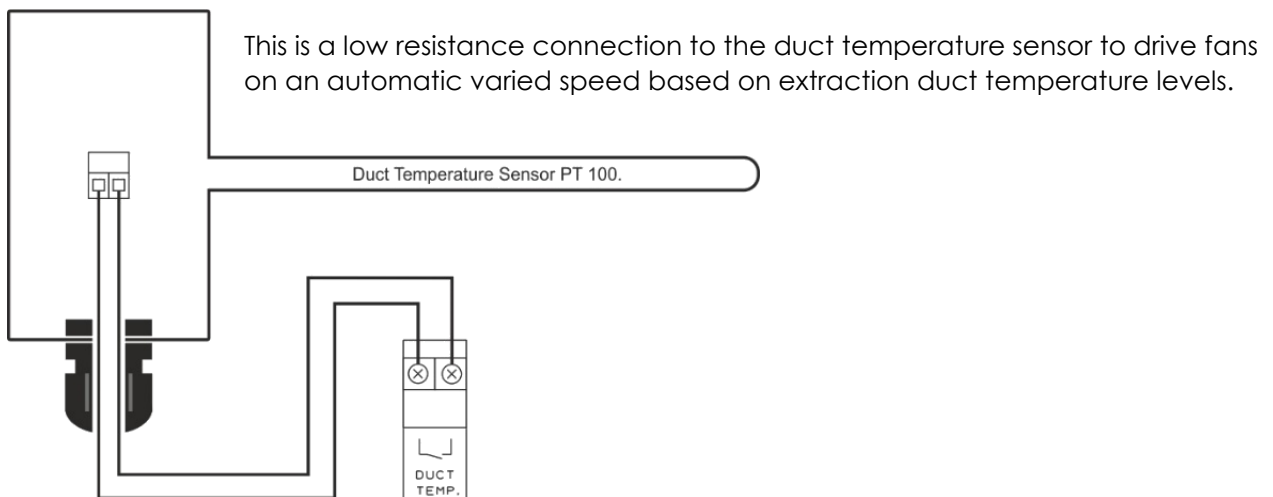 This is a low resistance connection to the duct temperature sensor to drive fans
on an automatic varied speed based on extraction duct temperature levels.
Duct Temperature Sensor PT 100.
DUCT
TEMP.